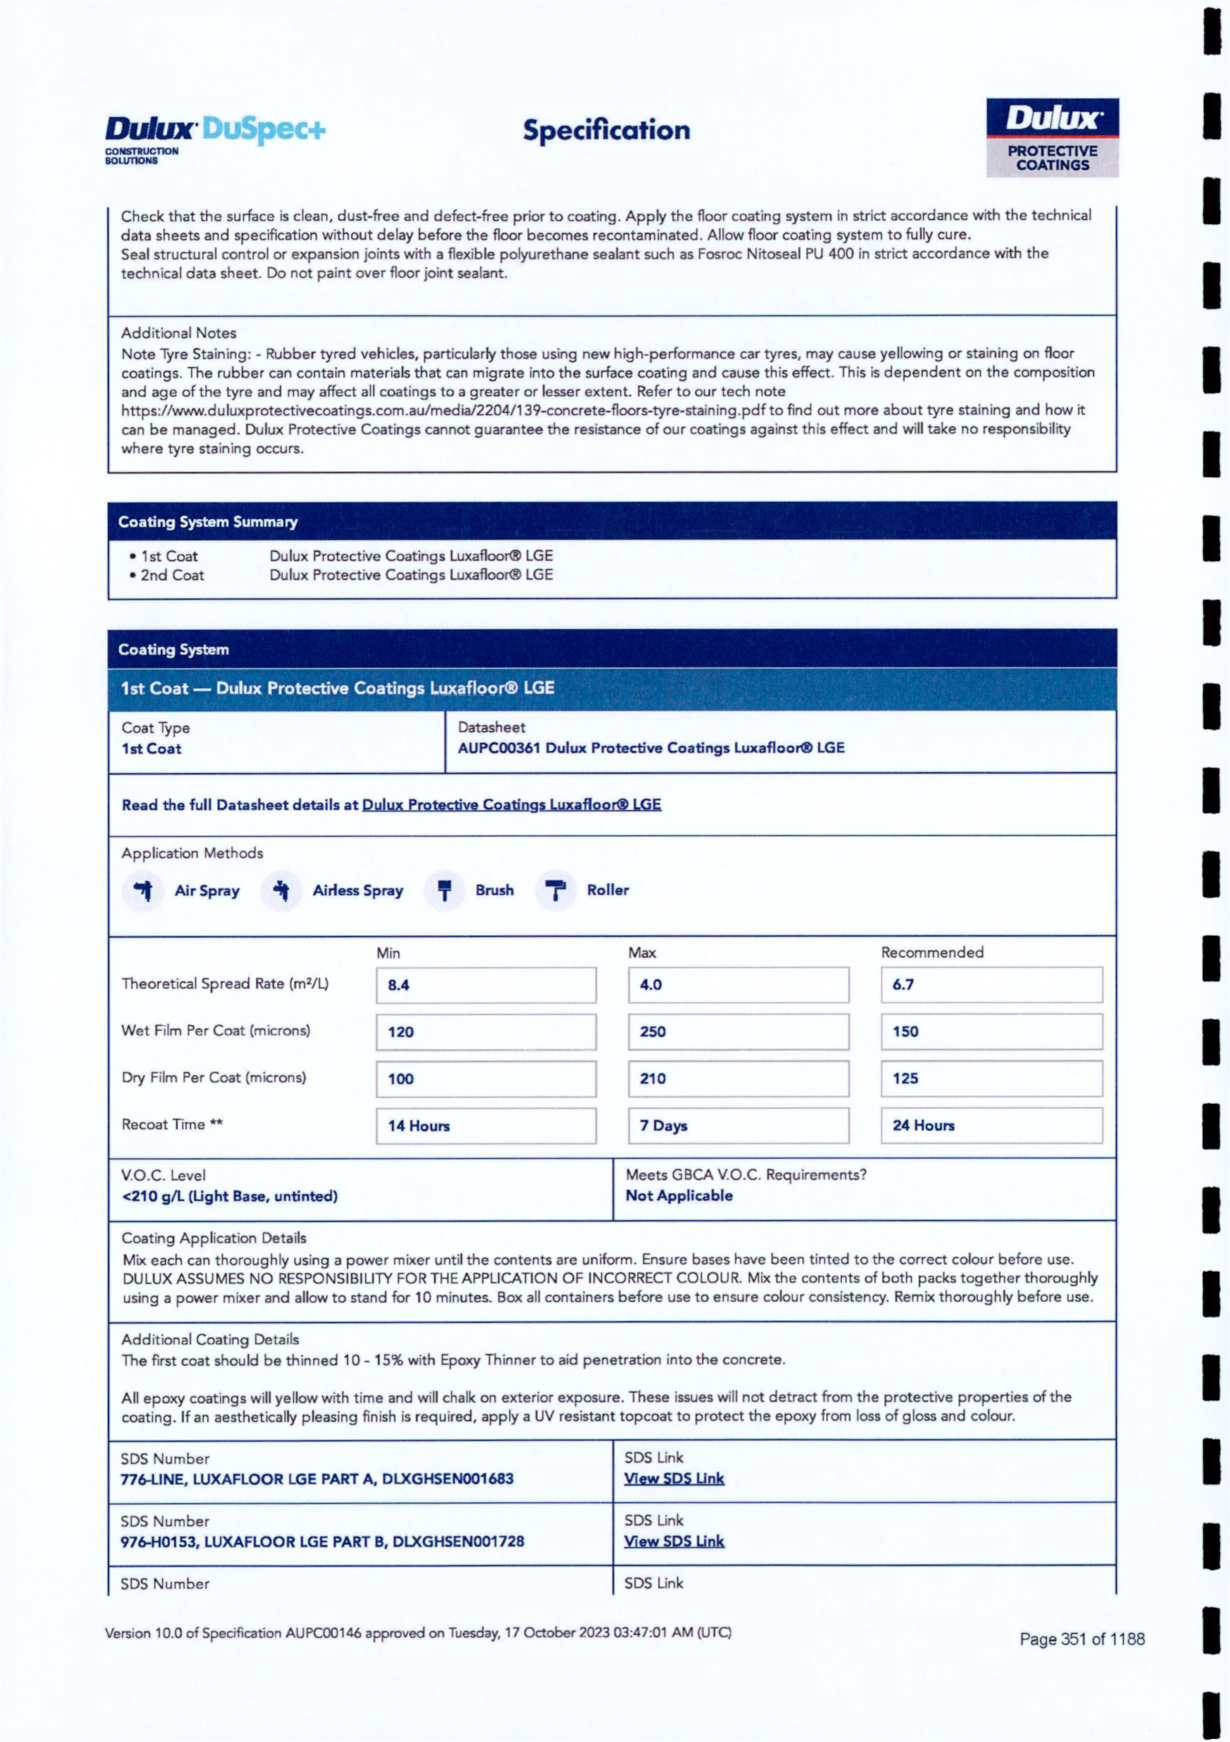 Dulux DuSpec+
CONSTRUCTION
SOLUTIONS
Specification
Dulux
PROTECTIVE
COATINGS
Check that the surface is clean, dust-free and defect-free prior to coating. Apply the floor coating system in strict accordance with the technical
data sheets and specification without delay before the floor becomes recontaminated. Allow floor coating system to fully cure.
Seal structural control or expansion joints with a flexible polyurethane sealant such as Fosroc Nitoseal PU 400 in strict accordance with the
technical data sheet. Do not paint over floor joint sealant.
Additional Notes
Note Tyre Staining: - Rubber tyred vehicles, particularly those using new high-performance car tyres, may cause yellowing or staining on floor
coatings. The rubber can contain materials that can migrate into the surface coating and cause this effect. This is dependent on the composition
and age of the tyre and may affect all coatings to a greater or lesser extent. Refer to our tech note
https://www.duluxprotectivecoatings.com.au/media/2204/139-concrete-floors-tyre-staining.pdf to find out more about tyre staining and how it
can be managed. Dulux Protective Coatings cannot guarantee the resistance of our coatings against this effect and will take no responsibility
where tyre staining occurs.
Coating System Summary
• 1st Coat Dulux Protective Coatings Luxafloor® LGE
• 2nd Coat Dulux Protective Coatings Luxafloor® LGE
Coating System
1st Coat — Dulux Protective Coatings Luxafloor® LGE
Coat Type Datasheet
1st Coat AUPC00361 Dulux Protective Coatings Luxafloor® LGE
Read the full Datasheet details at Dulux Protective Coatings Luxafloor® LGE
Application Methods
Air Spray Airless Spray Brush Roller
Min Max Recommended
Theoretical Spread Rate (m²/L) 8.4 4.0 6.7
Wet Film Per Coat (microns) 120 250 150
Dry Film Per Coat (microns) 100 210 125
Recoat Time ** 14 Hours 7 Days 24 Hours
V.O.C. Level Meets GBCA V.O.C. Requirements?
<210 g/L (Light Base, untinted) Not Applicable
Coating Application Details
Mix each can thoroughly using a power mixer until the contents are uniform. Ensure bases have been tinted to the correct colour before use.
DULUX ASSUMES NO RESPONSIBILITY FOR THE APPLICATION OF INCORRECT COLOUR. Mix the contents of both packs together thoroughly
using a power mixer and allow to stand for 10 minutes. Box all containers before use to ensure colour consistency. Remix thoroughly before use.
Additional Coating Details
The first coat should be thinned 10 - 15% with Epoxy Thinner to aid penetration into the concrete.
All epoxy coatings will yellow with time and will chalk on exterior exposure. These issues will not detract from the protective properties of the
coating. If an aesthetically pleasing finish is required, apply a UV resistant topcoat to protect the epoxy from loss of gloss and colour.
SDS Number SDS Link
776-LINE, LUXAFLOOR LGE PART A, DLXGHSEN001683 View SDS Link
SDS Number SDS Link
976-H0153, LUXAFLOOR LGE PART B, DLXGHSEN001728 View SDS Link
SDS Number SDS Link
Version 10.0 of Specification AUPC00146 approved on Tuesday, 17 October 2023 03:47:01 AM (UTC)
Page 351 of 1188